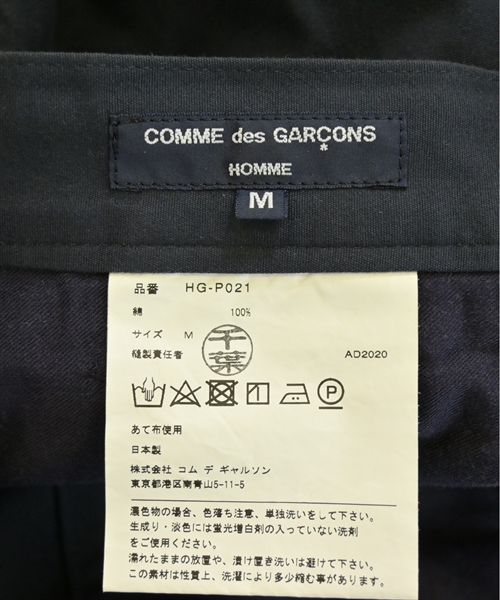 COMME des GARÇONS
HOMME
M
品番 HG-P021
綿 100%
サイズ M
縫製責任者 千葉 AD2020
P
あて布使用
日本製
株式会社 コム デ ギャルソン
東京都港区南青山5-11-5
濃色物の場合、色落ち注意、単独洗いをして下さい。
生成り・淡色には蛍光増白剤の入っていない洗剤
をご使用ください。
濡れたままの放置や、漬け置き洗いは避けて下さい。
この素材は性質上、洗濯により多少縮む事があります。